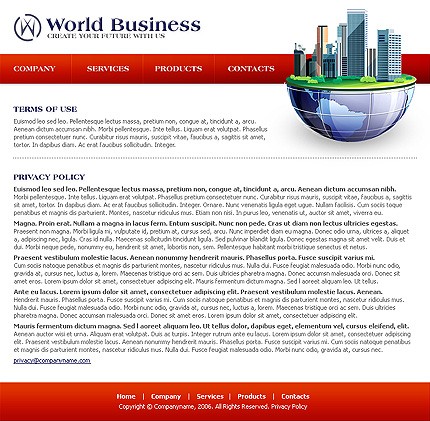 World Business
CREATE YOUR FUTURE WITH US
COMPANY
SERVICES
PRODUCTS
CONTACTS
TERMS OF USE
Euismod leo sed leo. Pellentesque lectus massa, pretium non, congue at, tincidunt a, arcu.
Aenean dictum accumsan nibh. Morbi pellentesque. Inte tellus. Liquam erat volutpat. Phasellus
pretium consectetuer nunc. Curabitur risus mauris, suscipit vitae, faucibus a, sagittis sit amet,
tortor. In dapibus diam. Ac erat faucibus sollicitudin. Integer.
PRIVACY POLICY
Euismod leo sed leo. Pellentesque lectus massa, pretium non, congue at, tincidunt a, arcu. Aenean dictum accumsan nibh.
Morbi pellentesque. Inte tellus. Liquam erat volutpat. Phasellus pretium consectetuer nunc. Curabitur risus mauris, suscipit vitae, faucibus a, sagittis
sit amet, tortor. In dapibus diam. Ac erat faucibus sollicitudin. Integer. Ornare. Nunc venenatis ligula eget ugue. Nullam facilisis. Cum sociis toque
penatibus et magnis dis parturient. Montes, nascetur ridiculus mus. Etiam non nisl. In purus leo, venenatis ut, auctor sit amet, viverra eu.
Magna. Proin erat. Nullam a magna in lacus ferm. Entum suscipit. Nunc non pede. Cras ut diam non lectus ultricies egestas.
Praesent non magna. Morbi ligula mi, vulputate id, pretium at, cursus sed, arcu. Nunc imperdiet diam eu magna. Donec odio urna, ultrices a, aliquet
a, adipiscing nec, ligula. Cras id nulla. Maecenas sollicitudin tincidunt ligula. Sed pulvinar blandit ligula. Donec egestas magna sit amet velit. Duis et
dui. Morbi neque pede, nonummy eu, hendrerit sit amet, lobortis non, sem. Pellentesque habitant morbi tristique senectus et netus.
Praesent vestibulum molestie lacus. Aenean nonummy hendrerit mauris. Phasellus porta. Fusce suscipit varius mi.
Cum sociis natoque penatibus et magnis dis parturient montes, nascetur ridiculus mus. Nulla dui. Fusce feugiat malesuada odio. Morbi nunc odio,
gravida at, cursus nec, luctus a, lorem. Maecenas tristique orci ac sem. Duis ultricies pharetra magna. Donec accumsan malesuada orci. Donec sit
amet eros. Lorem ipsum dolor sit amet, consectetuer adipiscing elit. Mauris fermentum dictum magna. Sed l aoreet aliquam leo. Ut tellus.
Ante eu lacus. Lorem ipsum dolor sit amet, consectetuer adipiscing elit. Praesent vestibulum molestie lacus. Aenean.
Hendrerit mauris. Phasellus porta. Fusce suscipit varius mi. Cum sociis natoque penatibus et magnis dis parturient montes, nascetur ridiculus mus.
Nulla dui. Fusce feugiat malesuada odio. Morbi nunc odio, gravida at, cursus nec, luctus a, lorem. Maecenas tristique orci ac sem. Duis ultricies
pharetra magna. Donec accumsan malesuada orci. Donec sit amet eros. Lorem ipsum dolor sit amet, consectetuer adipiscing elit.
Mauris fermentum dictum magna. Sed l aoreet aliquam leo. Ut tellus dolor, dapibus eget, elementum vel, cursus eleifend, elit.
Aenean auctor wisi et urna. Aliquam erat volutpat. Duis ac turpis. Integer rutrum ante eu lacus. Lorem ipsum dolor sit amet, consectetuer adipiscing
elit. Praesent vestibulum molestie lacus. Aenean nonummy hendrerit mauris. Phasellus porta. Fusce suscipit varius mi. Cum sociis natoque penatibus
et magnis dis parturient montes, nascetur ridiculus mus. Nulla dui. Fusce feugiat malesuada odio. Morbi nunc odio, gravida at, cursus nec.
privacy@companyname.com
Home | Company | Services | Products | Contacts
Copyright © Companyname, 2006. All Rights Reserved. Privacy Policy